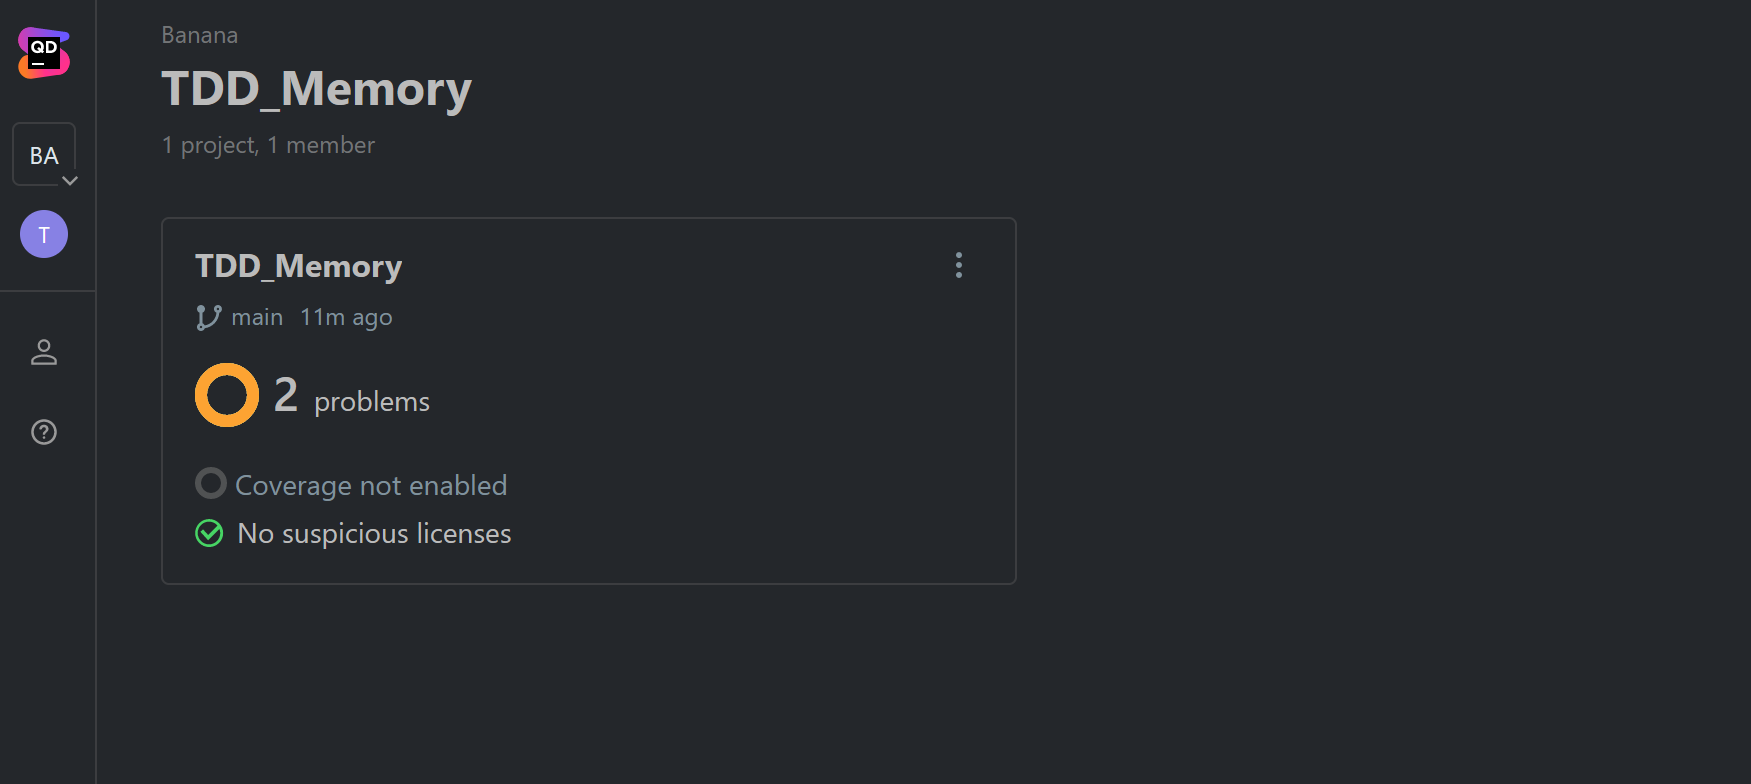 QD
BA
T
Banana
TDD_Memory
1 project, 1 member
TDD_Memory
main 11m ago
2 problems
Coverage not enabled
No suspicious licenses